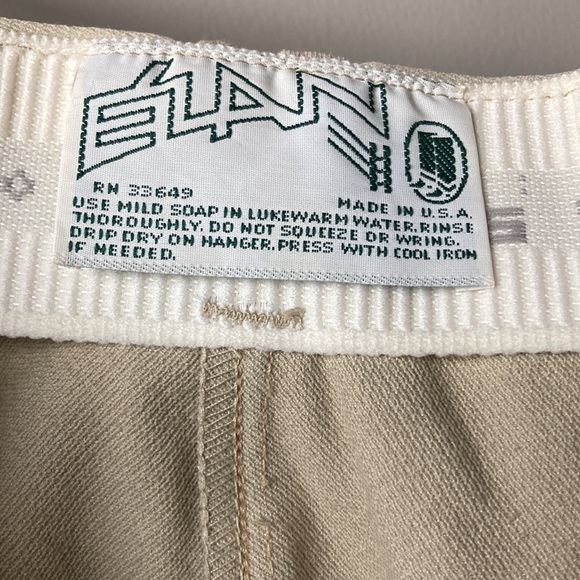 ÉLAN
RN 33649
MADE IN U.S.A.
USE MILD SOAP IN LUKEWARM WATER. RINSE
THOROUGHLY. DO NOT SQUEEZE OR WRING.
DRIP DRY ON HANGER. PRESS WITH COOL IRON
IF NEEDED.